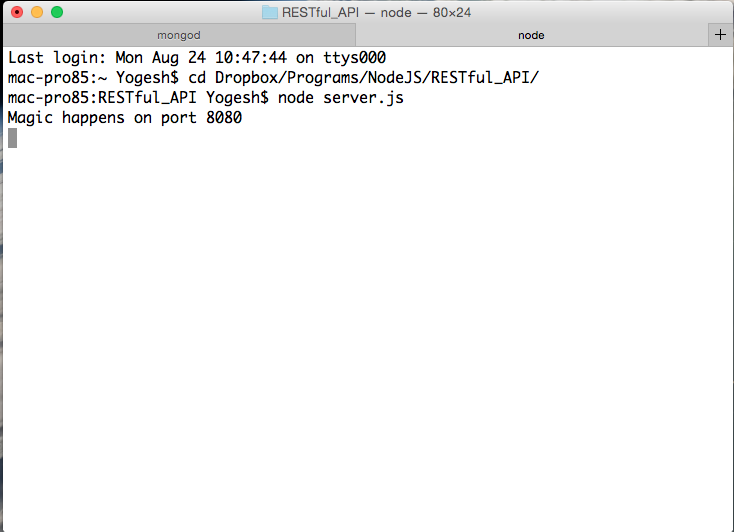 RESTful_API — node — 80×24
mongod
node
+
Last login: Mon Aug 24 10:47:44 on ttys000
mac-pro85:~ Yogesh$ cd Dropbox/Programs/NodeJS/RESTful_API/
mac-pro85:RESTful_API Yogesh$ node server.js
Magic happens on port 8080